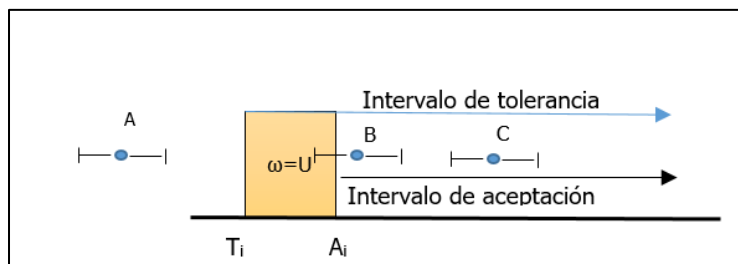 Intervalo de tolerancia
A
B
C
ω=U
Intervalo de aceptación
Ti
Ai